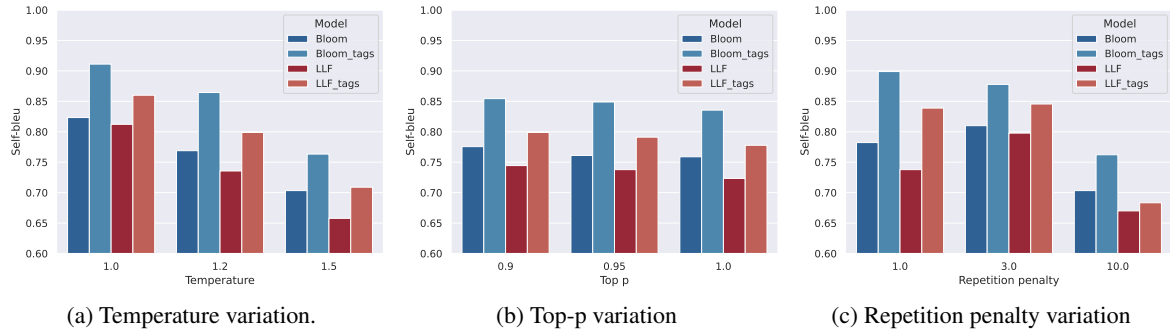 1.00
0.95
0.90
0.85
0.80
0.75
0.70
0.65
0.60
Self-bleu
Model
Bloom
Bloom_tags
LLF
LLF_tags
1.0 1.2 1.5
Temperature
(a) Temperature variation.
1.00
0.95
0.90
0.85
0.80
0.75
0.70
0.65
0.60
Self-bleu
Model
Bloom
Bloom_tags
LLF
LLF_tags
0.9 0.95 1.0
Top p
(b) Top-p variation
1.00
0.95
0.90
0.85
0.80
0.75
0.70
0.65
0.60
Self-bleu
Model
Bloom
Bloom_tags
LLF
LLF_tags
1.0 3.0 10.0
Repetition penalty
(c) Repetition penalty variation